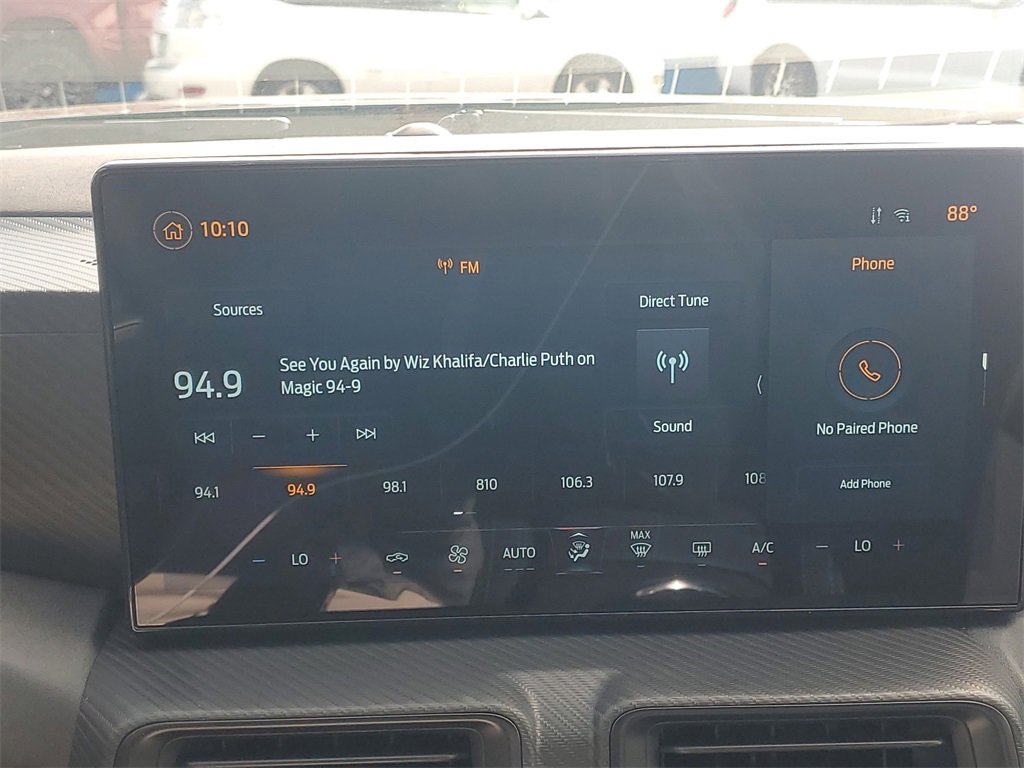 10:10
88°
FM
Phone
Sources
Direct Tune
94.9
See You Again by Wiz Khalifa/Charlie Puth on
Magic 94-9
Sound
No Paired Phone
94.1
94.9
98.1
810
106.3
107.9
108
Add Phone
LO
AUTO
MAX
A/C
LO